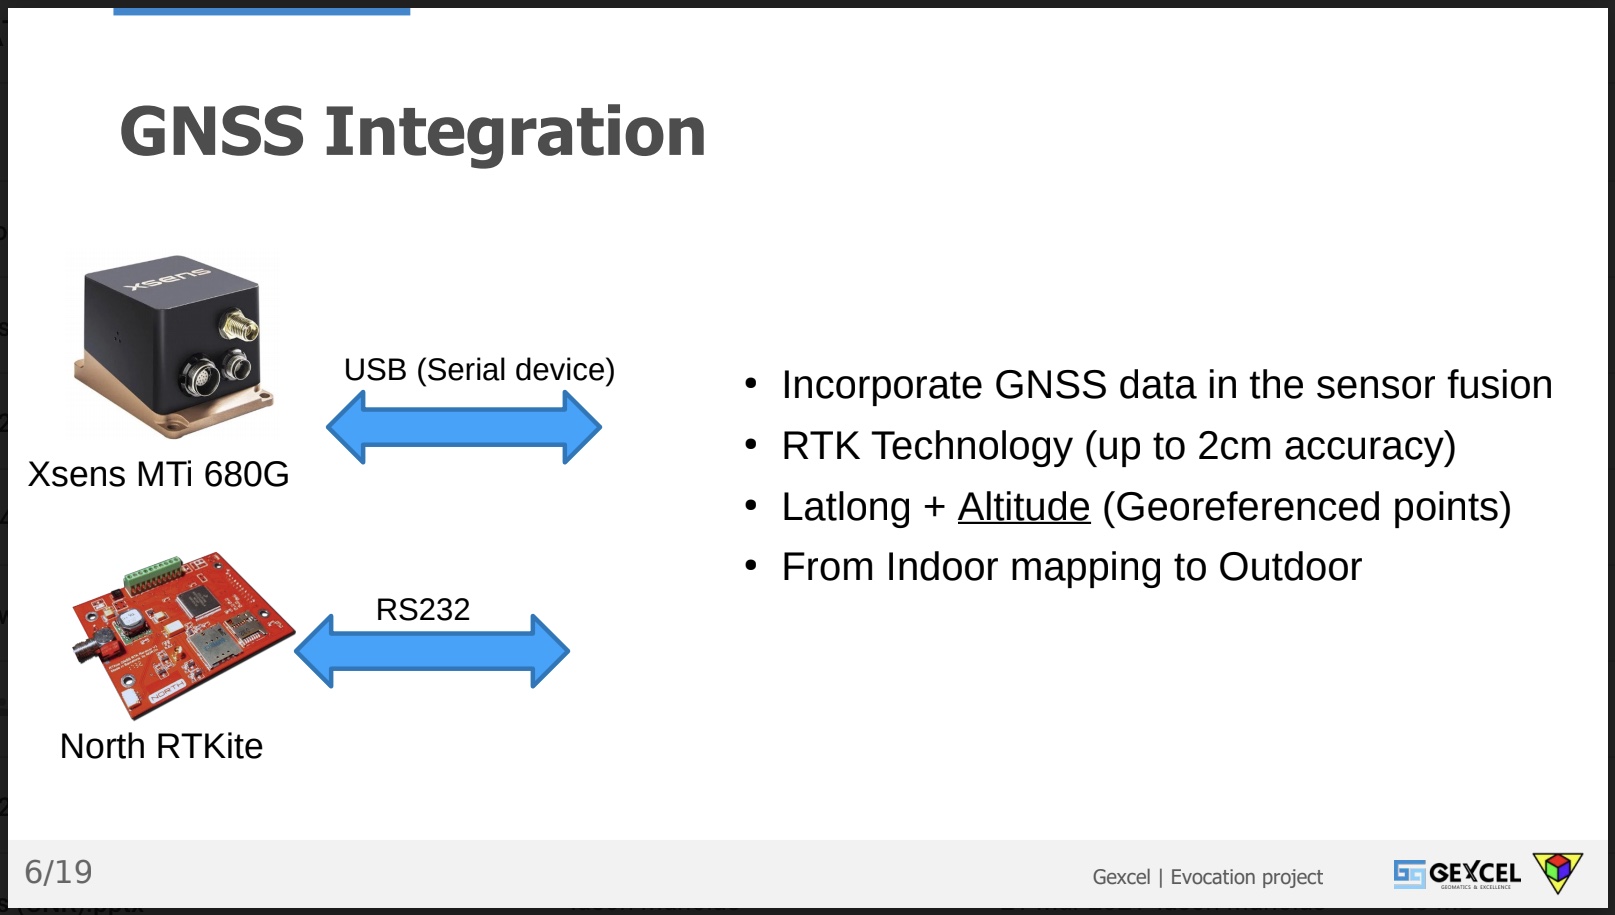 GNSS Integration
xsens
USB (Serial device)
Xsens MTi 680G
RS232
NORTH
North RTKite
• Incorporate GNSS data in the sensor fusion
• RTK Technology (up to 2cm accuracy)
• Latlong + Altitude (Georeferenced points)
• From Indoor mapping to Outdoor
6/19
Gexcel | Evocation project
GEXCEL
GEOMATICS & EXCELLENCE